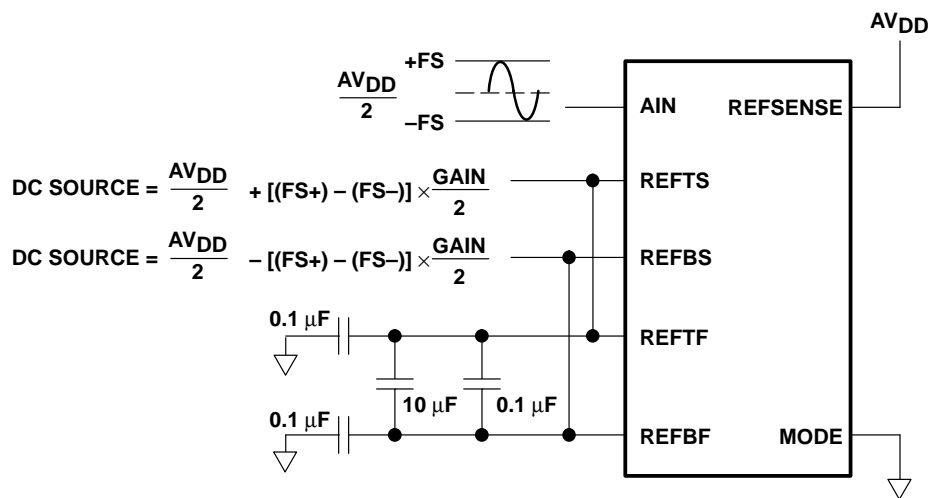 AVDD
+FS
AVDD
2
–FS
AIN
REFSENSE
DC SOURCE = AVDD/2 + [(FS+) – (FS–)] × GAIN/2
REFTS
DC SOURCE = AVDD/2 – [(FS+) – (FS–)] × GAIN/2
REFBS
0.1 μF
REFTF
10 μF
0.1 μF
0.1 μF
REFBF
MODE